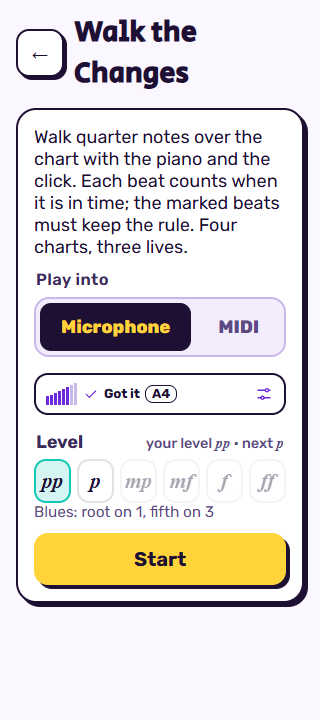 ←
Walk the
Changes
Walk quarter notes over the
chart with the piano and the
click. Each beat counts when
it is in time; the marked beats
must keep the rule. Four
charts, three lives.
Play into
Microphone MIDI
✓ Got it A4
Level your level pp · next p
pp p mp mf f ff
Blues: root on 1, fifth on 3
Start